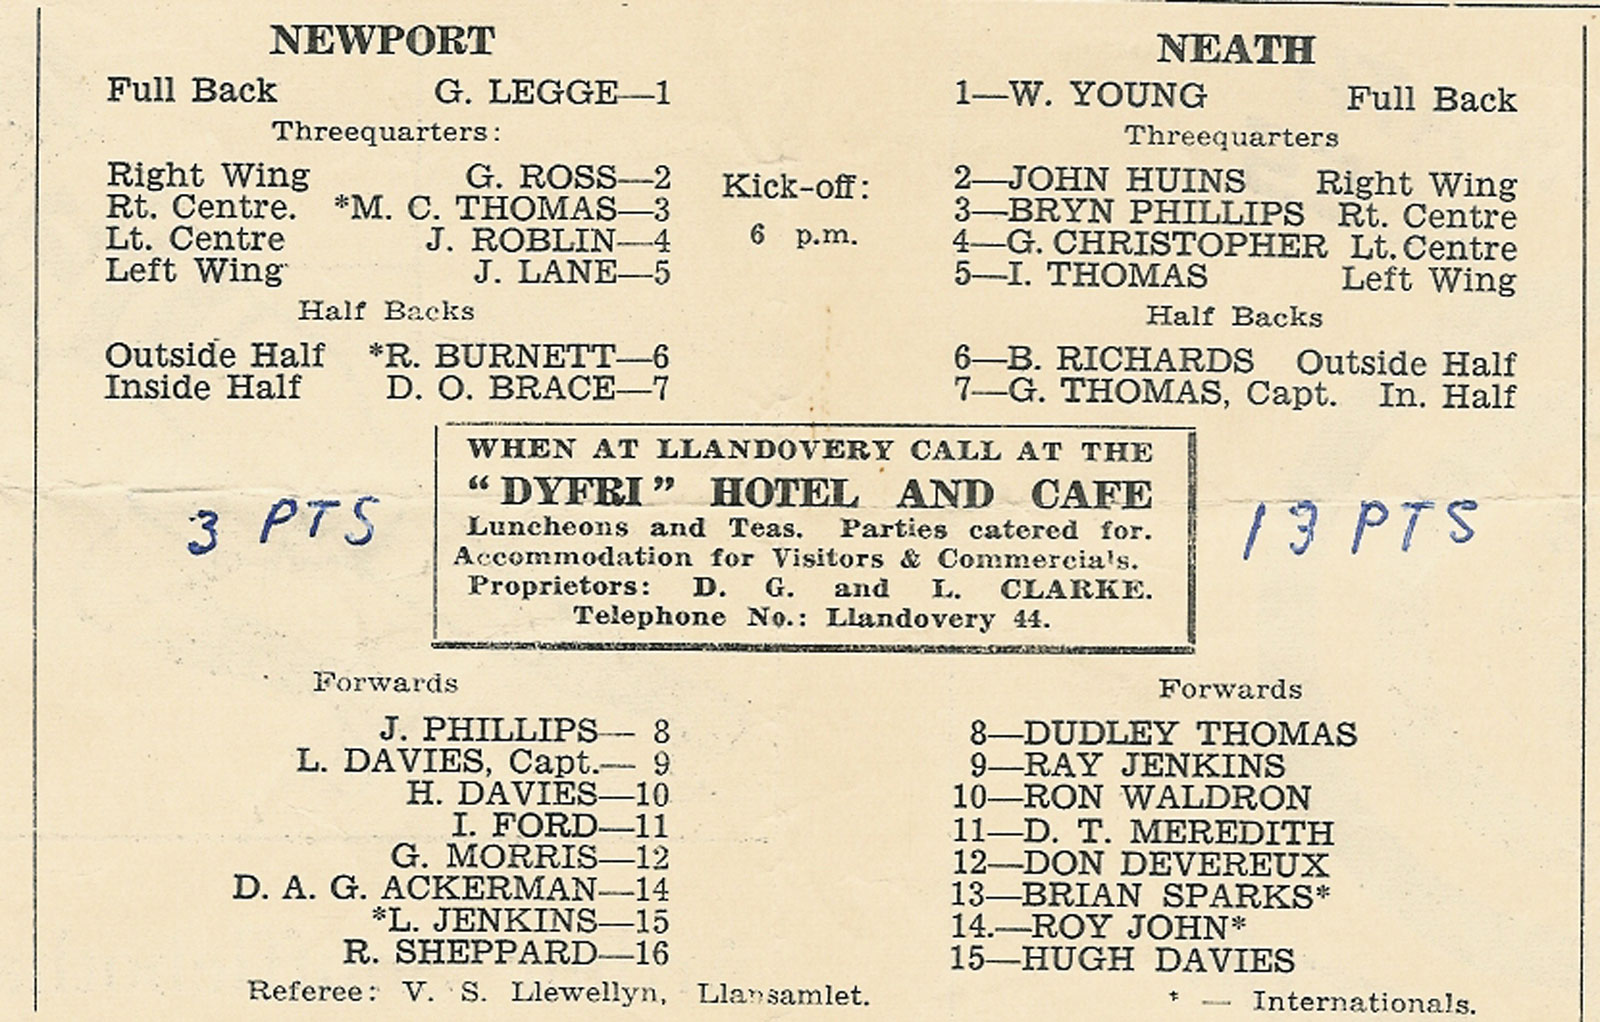 NEWPORT
Full Back G. LEGGE—1
Threequarters:
Right Wing G. ROSS—2
Rt. Centre. *M. C. THOMAS—3
Lt. Centre J. ROBLIN—4
Left Wing J. LANE—5
Half Backs
Outside Half *R. BURNETT—6
Inside Half D. O. BRACE—7
Kick-off:
6 p.m.
NEATH
1—W. YOUNG Full Back
Threequarters
2—JOHN HUINS Right Wing
3—BRYN PHILLIPS Rt. Centre
4—G. CHRISTOPHER Lt. Centre
5—I. THOMAS Left Wing
Half Backs
6—B. RICHARDS Outside Half
7—G. THOMAS, Capt. In. Half
3 PTS
WHEN AT LLANDOVERY CALL AT THE
“DYFRI” HOTEL AND CAFE
Luncheons and Teas. Parties catered for.
Accommodation for Visitors & Commercials.
Proprietors: D. G. and L. CLARKE.
Telephone No.: Llandovery 44.
13 PTS
Forwards
J. PHILLIPS— 8
L. DAVIES, Capt.— 9
H. DAVIES—10
I. FORD—11
G. MORRIS—12
D. A. G. ACKERMAN—14
*L. JENKINS—15
R. SHEPPARD—16
Referee: V. S. Llewellyn, Llansamlet.
Forwards
8—DUDLEY THOMAS
9—RAY JENKINS
10—RON WALDRON
11—D. T. MEREDITH
12—DON DEVEREUX
13—BRIAN SPARKS*
14.—ROY JOHN*
15—HUGH DAVIES
* — Internationals.